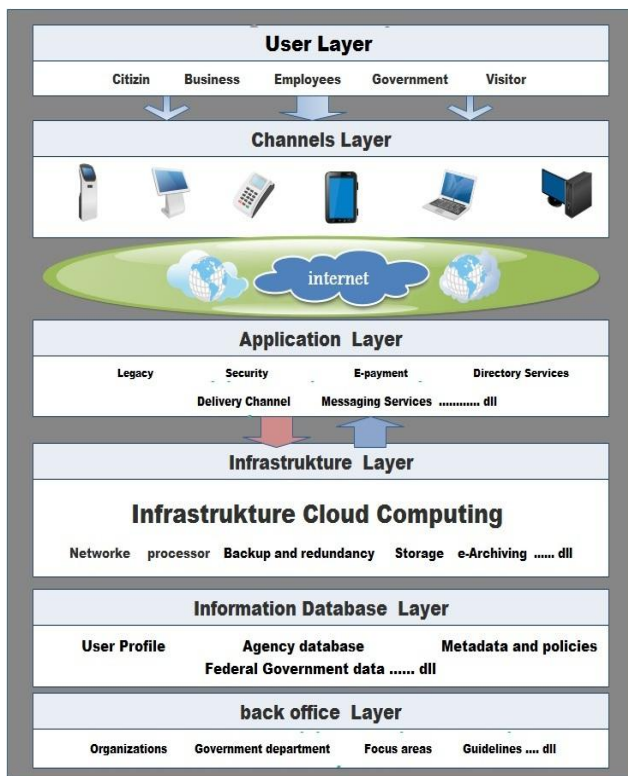 User Layer
Citizin Business Employees Government Visitor
Channels Layer
internet
Application Layer
Legacy Security E-payment Directory Services
Delivery Channel Messaging Services ............ dll
Infrastrukture Layer
Infrastrukture Cloud Computing
Networke processor Backup and redundancy Storage e-Archiving ...... dll
Information Database Layer
User Profile Agency database Metadata and policies
Federal Government data ...... dll
back office Layer
Organizations Government department Focus areas Guidelines .... dll